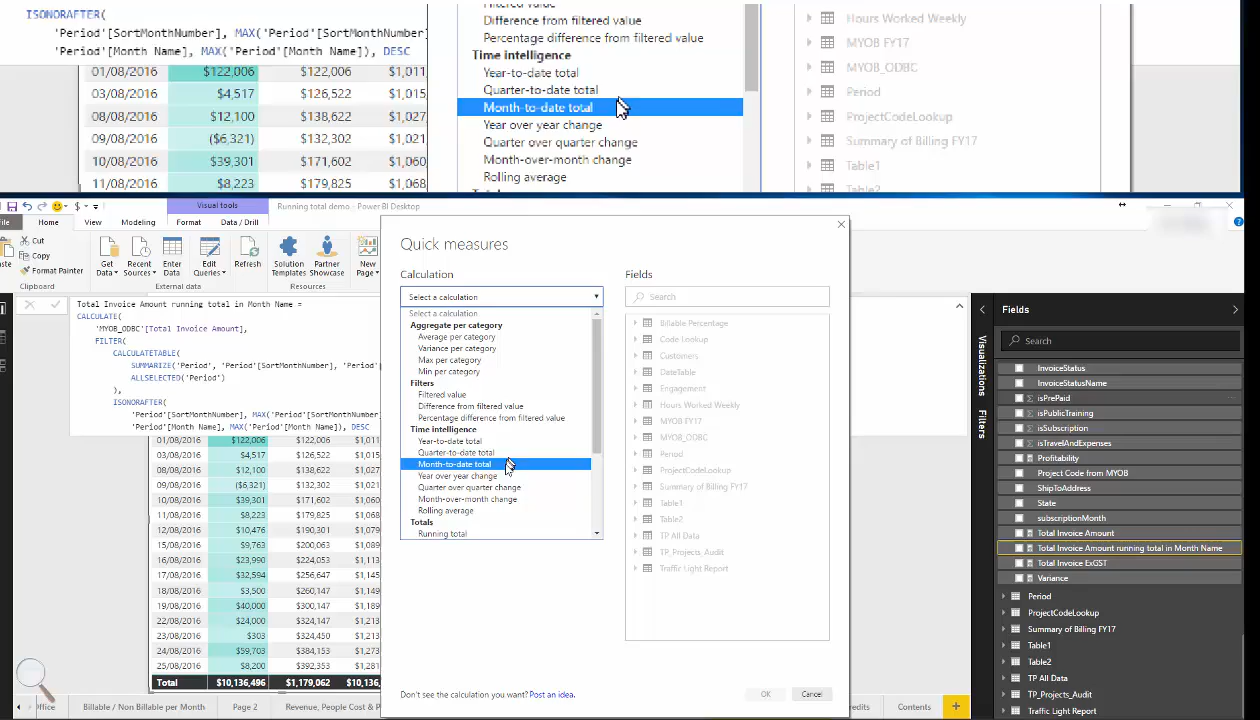 ISONORAFTER(
'Period'[SortMonthNumber], MAX('Period'[SortMonthNumber]
'Period'[Month Name], MAX('Period'[Month Name]), DESC
01/08/2016 $122,006 $122,006 $1,011,
03/08/2016 $4,517 $126,522 $1,015,
08/08/2016 $12,100 $138,622 $1,027,
09/08/2016 ($6,321) $132,302 $1,021,
10/08/2016 $39,301 $171,602 $1,060,
11/08/2016 $8,223 $179,825 $1,068,
Filtered value
Difference from filtered value
Percentage difference from filtered value
Time intelligence
Year-to-date total
Quarter-to-date total
Month-to-date total
Year over year change
Quarter over quarter change
Month-over-month change
Rolling average
Hours Worked Weekly
MYOB FY17
MYOB_ODBC
Period
ProjectCodeLookup
Summary of Billing FY17
Table1
Table2
Visual tools
Running total demo - Power BI Desktop
File
Home
View
Modeling
Format
Data / Drill
Cut
Copy
Format Painter
Clipboard
Get
Data
Recent
Sources
Enter
Data
Edit
Queries
Refresh
External data
Solution
Templates
Partner
Showcase
Resources
New
Page
Total Invoice Amount running total in Month Name =
CALCULATE(
'MYOB_ODBC'[Total Invoice Amount],
FILTER(
CALCULATETABLE(
SUMMARIZE('Period', 'Period'[SortMonthNumber], 'Period'
ALLSELECTED('Period')
),
ISONORAFTER(
'Period'[SortMonthNumber], MAX('Period'[SortMonthNumber]
'Period'[Month Name], MAX('Period'[Month Name]), DESC
01/08/2016 $122,006 $122,006 $1,011
03/08/2016 $4,517 $126,522 $1,015
08/08/2016 $12,100 $138,622 $1,027
09/08/2016 ($6,321) $132,302 $1,021
10/08/2016 $39,301 $171,602 $1,060
11/08/2016 $8,223 $179,825 $1,068
12/08/2016 $10,476 $190,301 $1,079
15/08/2016 $9,763 $200,063 $1,089
16/08/2016 $23,990 $224,053 $1,113
17/08/2016 $32,594 $256,647 $1,145
18/08/2016 $3,500 $260,147 $1,149
19/08/2016 $40,000 $300,147 $1,189
22/08/2016 $24,000 $324,147 $1,213
23/08/2016 $303 $324,450 $1,213
24/08/2016 $59,703 $384,153 $1,273
25/08/2016 $8,200 $392,353 $1,281
Total $10,136,496 $1,179,062 $10,136
Quick measures
Calculation
Select a calculation
Select a calculation
Aggregate per category
Average per category
Variance per category
Max per category
Min per category
Filters
Filtered value
Difference from filtered value
Percentage difference from filtered value
Time intelligence
Year-to-date total
Quarter-to-date total
Month-to-date total
Year over year change
Quarter over quarter change
Month-over-month change
Rolling average
Totals
Running total
Fields
Search
Billable Percentage
Code Lookup
Customers
DateTable
Engagement
Hours Worked Weekly
MYOB FY17
MYOB_ODBC
Period
ProjectCodeLookup
Summary of Billing FY17
Table1
Table2
TP All Data
TP_Projects_Audit
Traffic Light Report
Don't see the calculation you want? Post an idea.
OK
Cancel
Visualizations
Filters
Fields
Search
InvoiceStatus
InvoiceStatusName
isPrePaid
isPublicTraining
isSubscription
isTravelAndExpenses
Profitability
Project Code from MYOB
ShipToAddress
State
subscriptionMonth
Total Invoice Amount
Total Invoice Amount running total in Month Name
Total Invoice ExGST
Variance
Period
ProjectCodeLookup
Summary of Billing FY17
Table1
Table2
TP All Data
TP_Projects_Audit
Traffic Light Report
Office
Billable / Non Billable per Month
Page 2
Revenue, People Cost & P
redits
Contents